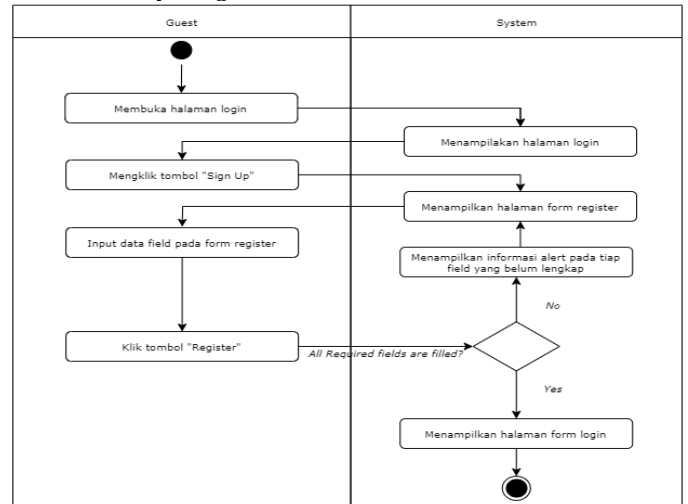 Guest
System
Membuka halaman login
Menampilakan halaman login
Mengklik tombol "Sign Up"
Menampilkan halaman form register
Input data field pada form register
Menampilkan informasi alert pada tiap
field yang belum lengkap
No
Klik tombol "Register"
All Required fields are filled?
Yes
Menampilkan halaman form login